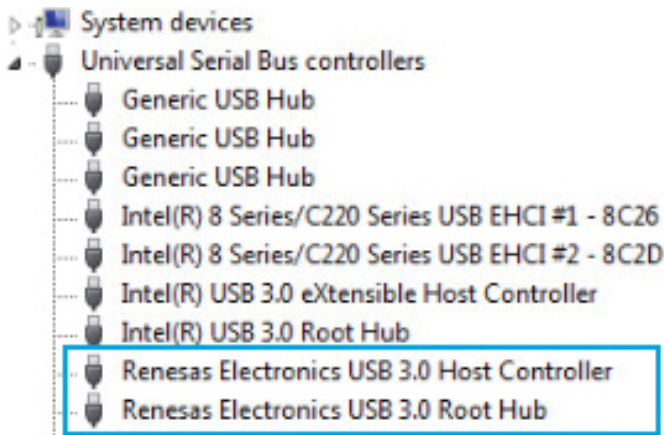 System devices
Universal Serial Bus controllers
Generic USB Hub
Generic USB Hub
Generic USB Hub
Intel(R) 8 Series/C220 Series USB EHCI #1 - 8C26
Intel(R) 8 Series/C220 Series USB EHCI #2 - 8C2D
Intel(R) USB 3.0 eXtensible Host Controller
Intel(R) USB 3.0 Root Hub
Renesas Electronics USB 3.0 Host Controller
Renesas Electronics USB 3.0 Root Hub